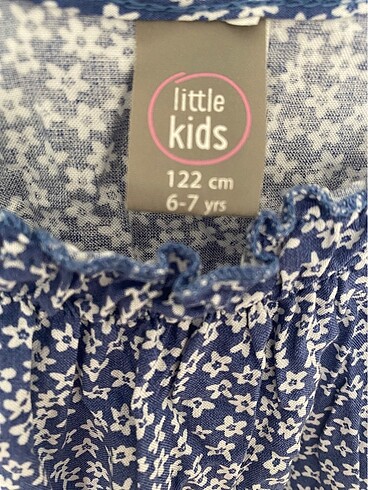 little
kids
122 cm
6-7 yrs